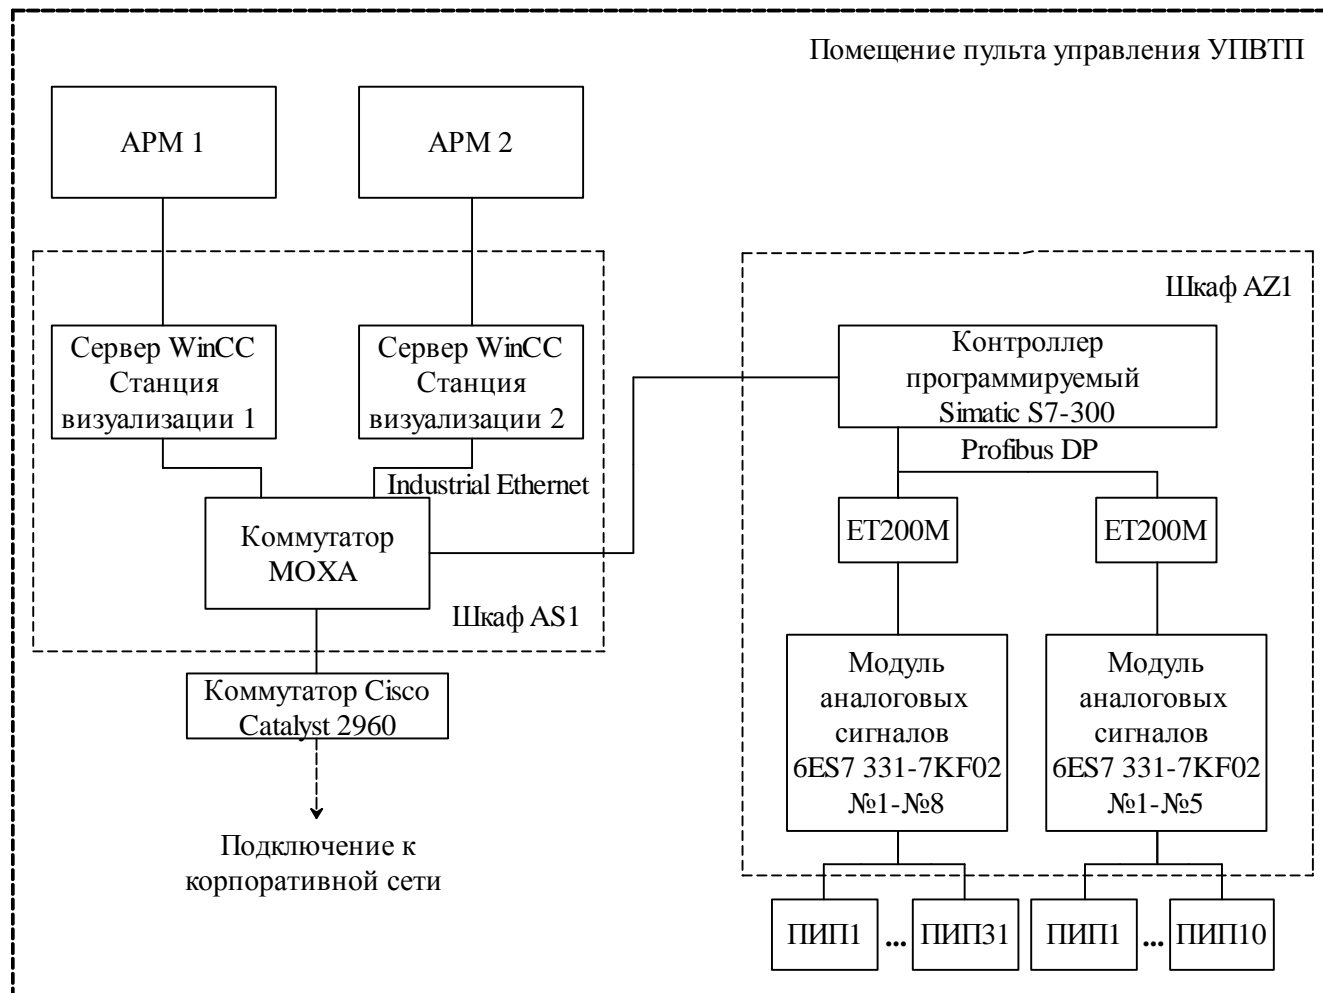 Помещение пульта управления УПВТП
АРМ 1
АРМ 2
Шкаф AZ1
Сервер WinCC
Станция
визуализации 1
Сервер WinCC
Станция
визуализации 2
Контроллер
программируемый
Simatic S7-300
Profibus DP
Industrial Ethernet
Коммутатор
MOXA
ET200M
ET200M
Шкаф AS1
Коммутатор Cisco
Catalyst 2960
Модуль
аналоговых
сигналов
6ES7 331-7KF02
№1-№8
Модуль
аналоговых
сигналов
6ES7 331-7KF02
№1-№5
Подключение к
корпоративной сети
ПИП1 ... ПИП31
ПИП1 ... ПИП10